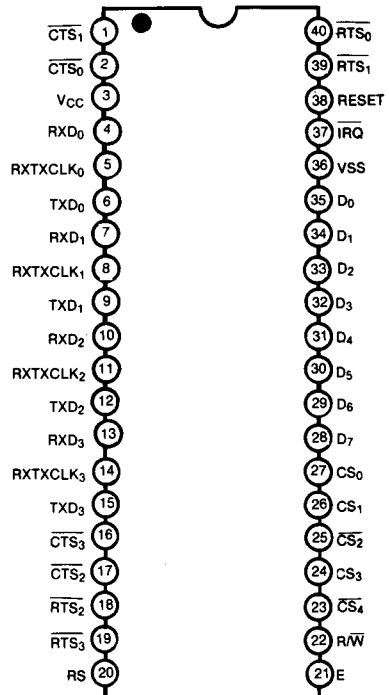 CTS1 1 40 RTS0
CTS0 2 39 RTS1
VCC 3 38 RESET
RXD0 4 37 IRQ
RXTXCLK0 5 36 VSS
TXD0 6 35 D0
RXD1 7 34 D1
RXTXCLK1 8 33 D2
TXD1 9 32 D3
RXD2 10 31 D4
RXTXCLK2 11 30 D5
TXD2 12 29 D6
RXD3 13 28 D7
RXTXCLK3 14 27 CS0
TXD3 15 26 CS1
CTS3 16 25 CS2
CTS2 17 24 CS3
RTS2 18 23 CS4
RTS3 19 22 R/W
RS 20 21 E